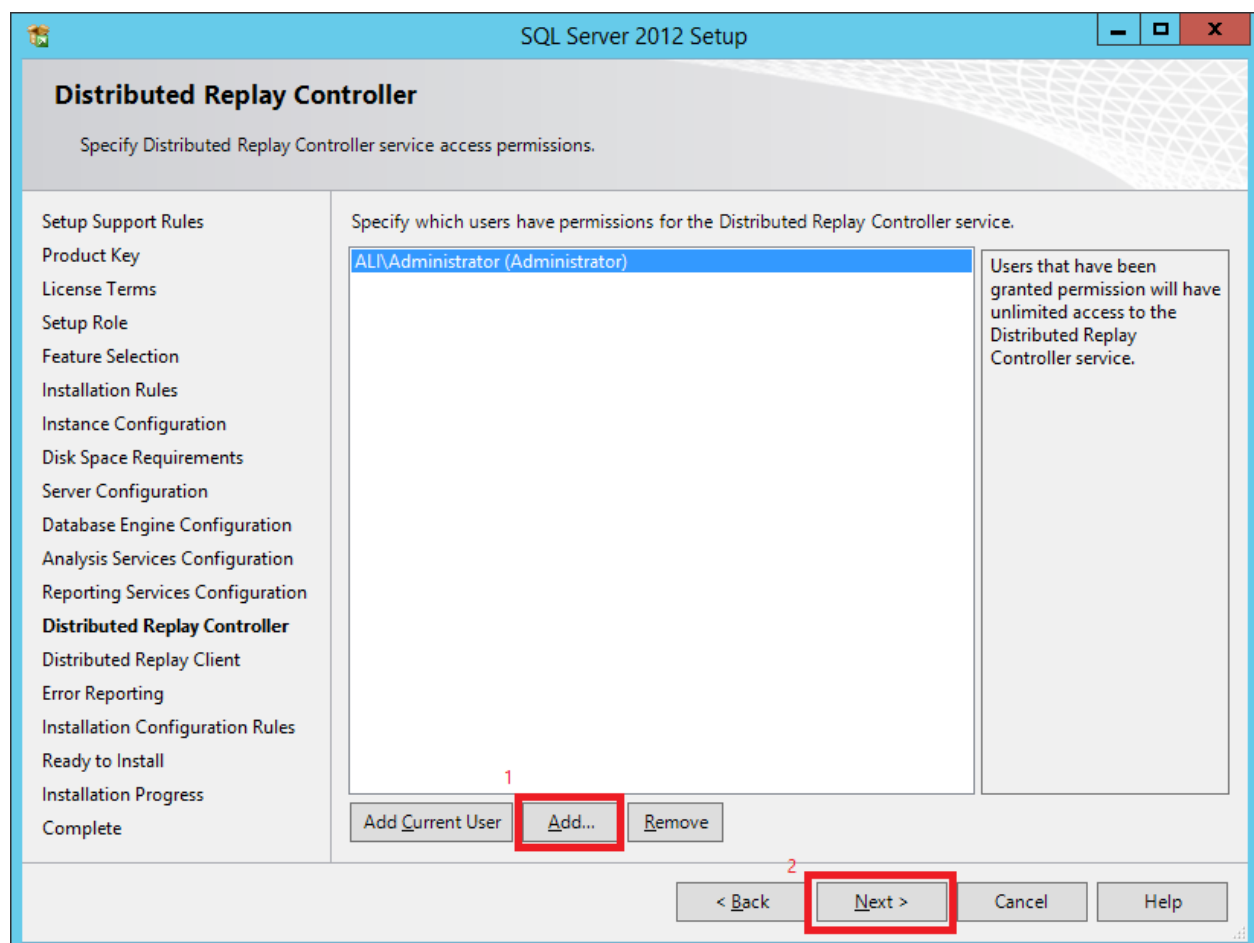 SQL Server 2012 Setup
Distributed Replay Controller
Specify Distributed Replay Controller service access permissions.
Setup Support Rules
Product Key
License Terms
Setup Role
Feature Selection
Installation Rules
Instance Configuration
Disk Space Requirements
Server Configuration
Database Engine Configuration
Analysis Services Configuration
Reporting Services Configuration
Distributed Replay Controller
Distributed Replay Client
Error Reporting
Installation Configuration Rules
Ready to Install
Installation Progress
Complete
Specify which users have permissions for the Distributed Replay Controller service.
ALI\Administrator (Administrator)
Users that have been
granted permission will have
unlimited access to the
Distributed Replay
Controller service.
1
Add Current User Add... Remove
2
< Back Next > Cancel Help